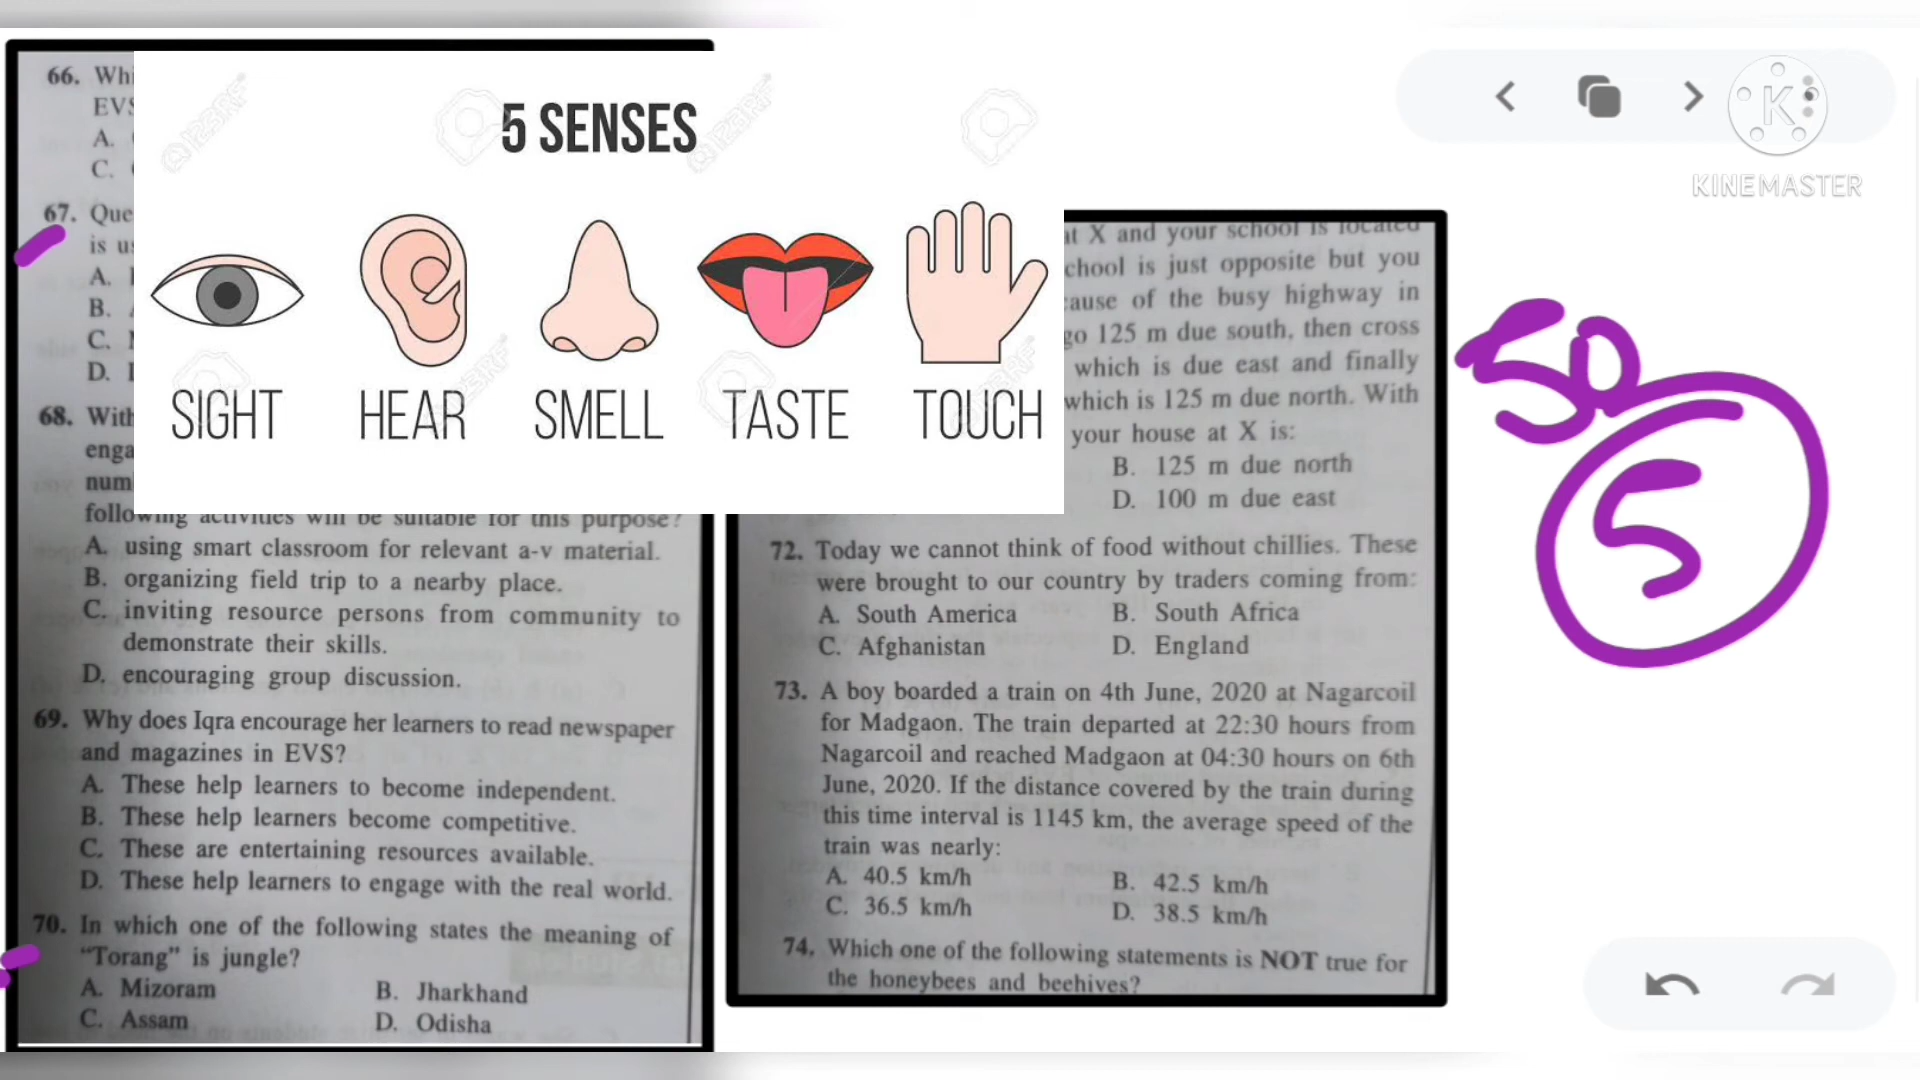 66. Whi
EVS
A.
C.
67. Que
is us
A.
B.
C.
D.
68. With
enga
num
following activities will be suitable for this purpose?
A. using smart classroom for relevant a-v material.
B. organizing field trip to a nearby place.
C. inviting resource persons from community to
demonstrate their skills.
D. encouraging group discussion.
69. Why does Iqra encourage her learners to read newspaper
and magazines in EVS?
A. These help learners to become independent.
B. These help learners become competitive.
C. These are entertaining resources available.
D. These help learners to engage with the real world.
70. In which one of the following states the meaning of
“Torang” is jungle?
A. Mizoram B. Jharkhand
C. Assam D. Odisha
5 SENSES
SIGHT HEAR SMELL TASTE TOUCH
at X and your school is located
chool is just opposite but you
cause of the busy highway in
go 125 m due south, then cross
which is due east and finally
which is 125 m due north. With
your house at X is:
B. 125 m due north
D. 100 m due east
72. Today we cannot think of food without chillies. These
were brought to our country by traders coming from:
A. South America B. South Africa
C. Afghanistan D. England
73. A boy boarded a train on 4th June, 2020 at Nagarcoil
for Madgaon. The train departed at 22:30 hours from
Nagarcoil and reached Madgaon at 04:30 hours on 6th
June, 2020. If the distance covered by the train during
this time interval is 1145 km, the average speed of the
train was nearly:
A. 40.5 km/h B. 42.5 km/h
C. 36.5 km/h D. 38.5 km/h
74. Which one of the following statements is NOT true for
the honeybees and beehives?
50
5
K
KINEMASTER
123RF